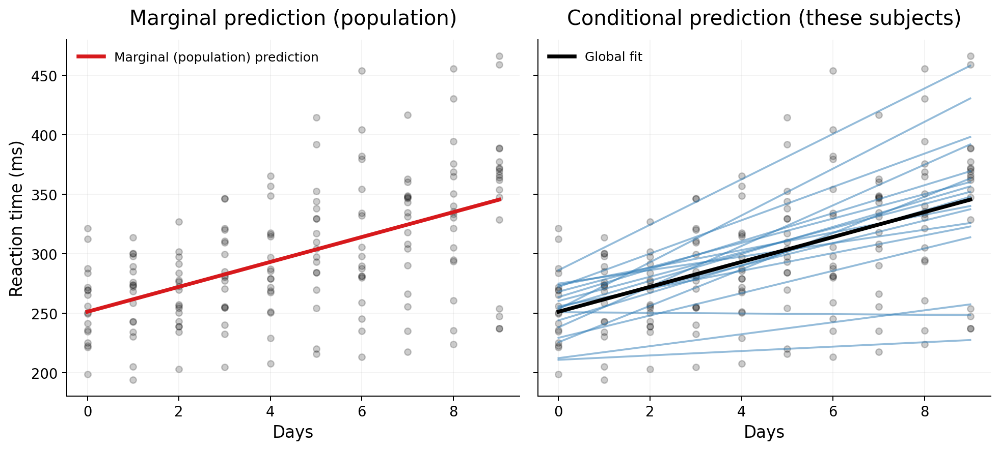 Marginal prediction (population)
Conditional prediction (these subjects)
Marginal (population) prediction
Global fit
Reaction time (ms)
450
400
350
300
250
200
0 2 4 6 8
0 2 4 6 8
Days
Days